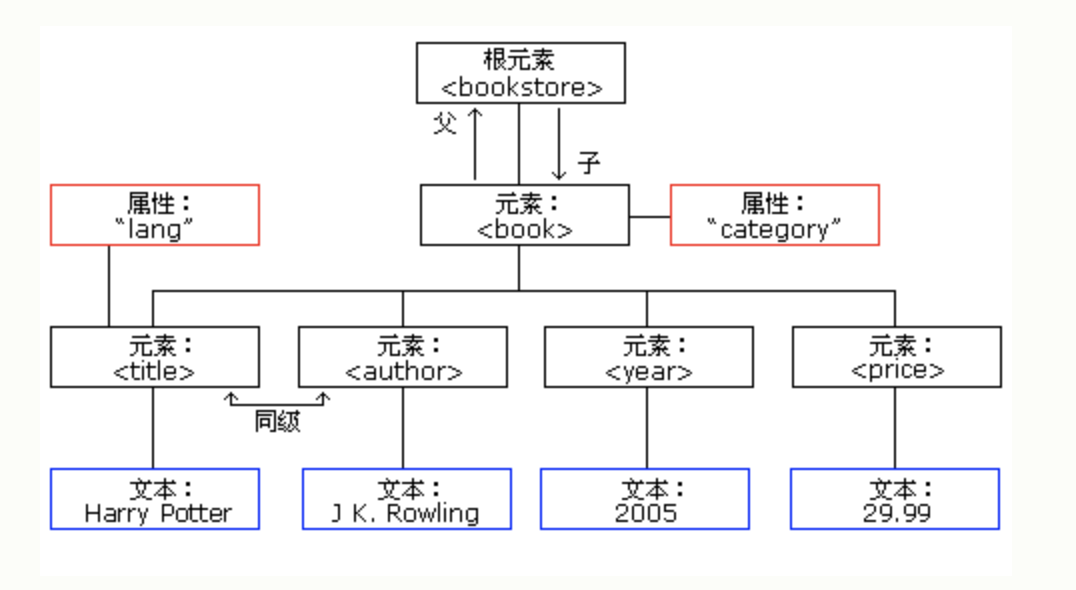 根元素
<bookstore>
父
子
属性：
“lang”
元素：
<book>
属性：
“category”
元素：
<title>
元素：
<author>
元素：
<year>
元素：
<price>
同级
文本：
Harry Potter
文本：
J K. Rowling
文本：
2005
文本：
29.99